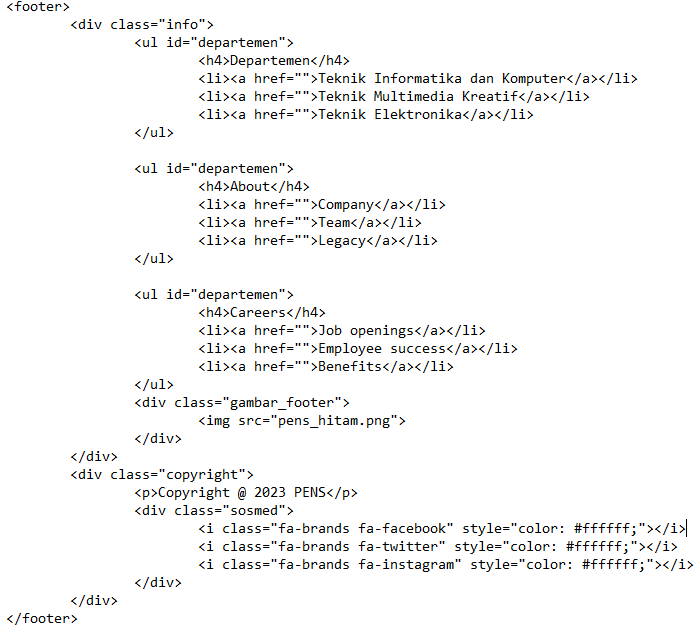 <footer>
<div class="info">
<ul id="departemen">
<h4>Departemen</h4>
<li><a href="">Teknik Informatika dan Komputer</a></li>
<li><a href="">Teknik Multimedia Kreatif</a></li>
<li><a href="">Teknik Elektronika</a></li>
</ul>
<ul id="departemen">
<h4>About</h4>
<li><a href="">Company</a></li>
<li><a href="">Team</a></li>
<li><a href="">Legacy</a></li>
</ul>
<ul id="departemen">
<h4>Careers</h4>
<li><a href="">Job openings</a></li>
<li><a href="">Employee success</a></li>
<li><a href="">Benefits</a></li>
</ul>
<div class="gambar_footer">
<img src="pens_hitam.png">
</div>
</div>
<div class="copyright">
<p>Copyright @ 2023 PENS</p>
<div class="sosmed">
<i class="fa-brands fa-facebook" style="color: #ffffff;"></i>
<i class="fa-brands fa-twitter" style="color: #ffffff;"></i>
<i class="fa-brands fa-instagram" style="color: #ffffff;"></i>
</div>
</div>
</footer>